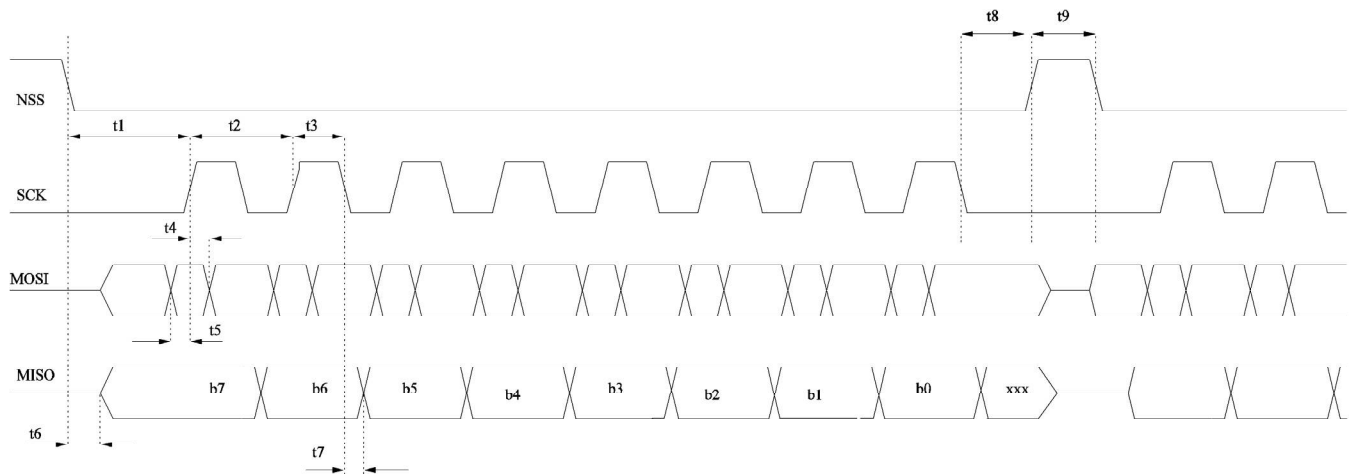 t8 t9
NSS
t1 t2 t3
SCK
t4
MOSI
t5
MISO b7 b6 b5 b4 b3 b2 b1 b0 xxx
t6
t7